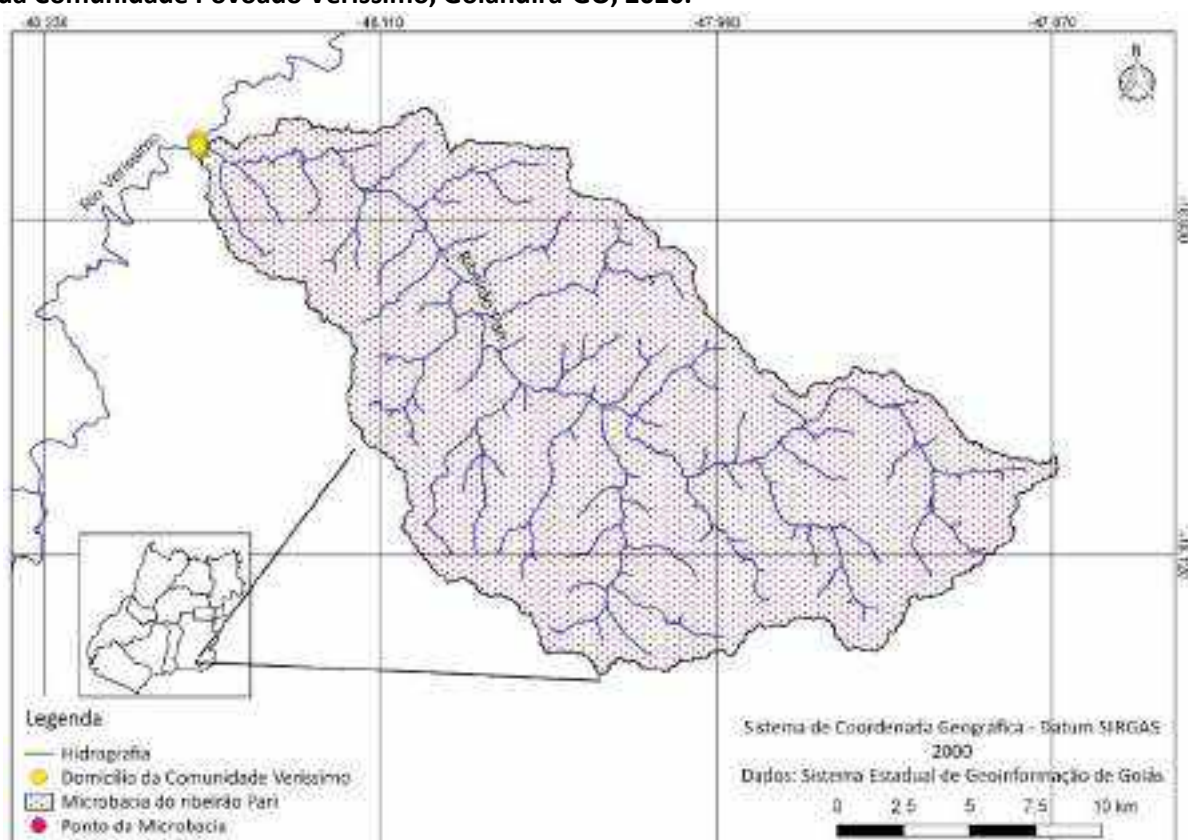 da Comunidade Povoado Veríssimo, Goiandira-GO, 2020.
-48.110
-47.990
-47.870
Rio Veríssimo
Legenda
Hidrografia
Domicílio da Comunidade Veríssimo
Microbacia do ribeirão Pari
Ponto da Microbacia
Sistema de Coordenada Geográfica - Datum SIRGAS
2000
Dados: Sistema Estadual de Geoinformação de Goiás
0 2.5 5 7.5 10 km